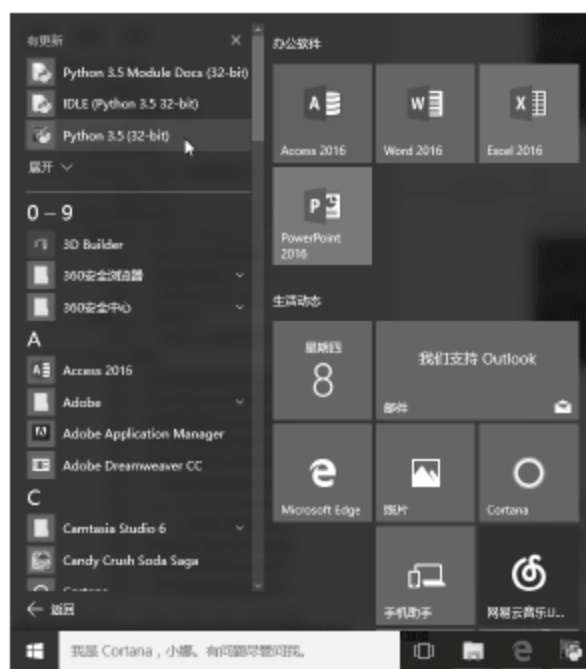 有更新
Python 3.5 Module Docs (32-bit)
IDLE (Python 3.5 32-bit)
Python 3.5 (32-bit)
展开
0 – 9
3D Builder
360安全浏览器
360安全中心
A
Access 2016
Adobe
Adobe Application Manager
Adobe Dreamweaver CC
C
Camtasia Studio 6
Candy Crush Soda Saga
Cortana
返回
办公软件
Access 2016
Word 2016
Excel 2016
PowerPoint
2016
生活动态
星期四
8
我们支持 Outlook
邮件
Microsoft Edge
照片
Cortana
手机助手
网易云音乐U...
我是 Cortana，小娜。有问题尽管问我。